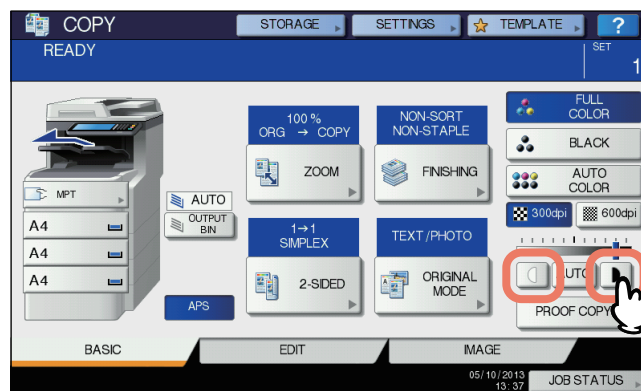 COPY
STORAGE
SETTINGS
TEMPLATE
?
READY
SET
1
100 %
ORG → COPY
ZOOM
NON-SORT
NON-STAPLE
FINISHING
FULL
COLOR
BLACK
AUTO
COLOR
300dpi
600dpi
MPT
A4
A4
A4
AUTO
OUTPUT
BIN
APS
1→1
SIMPLEX
2-SIDED
TEXT/PHOTO
ORIGINAL
MODE
AUTO
PROOF COPY
BASIC
EDIT
IMAGE
05/10/2013
13:37
JOB STATUS